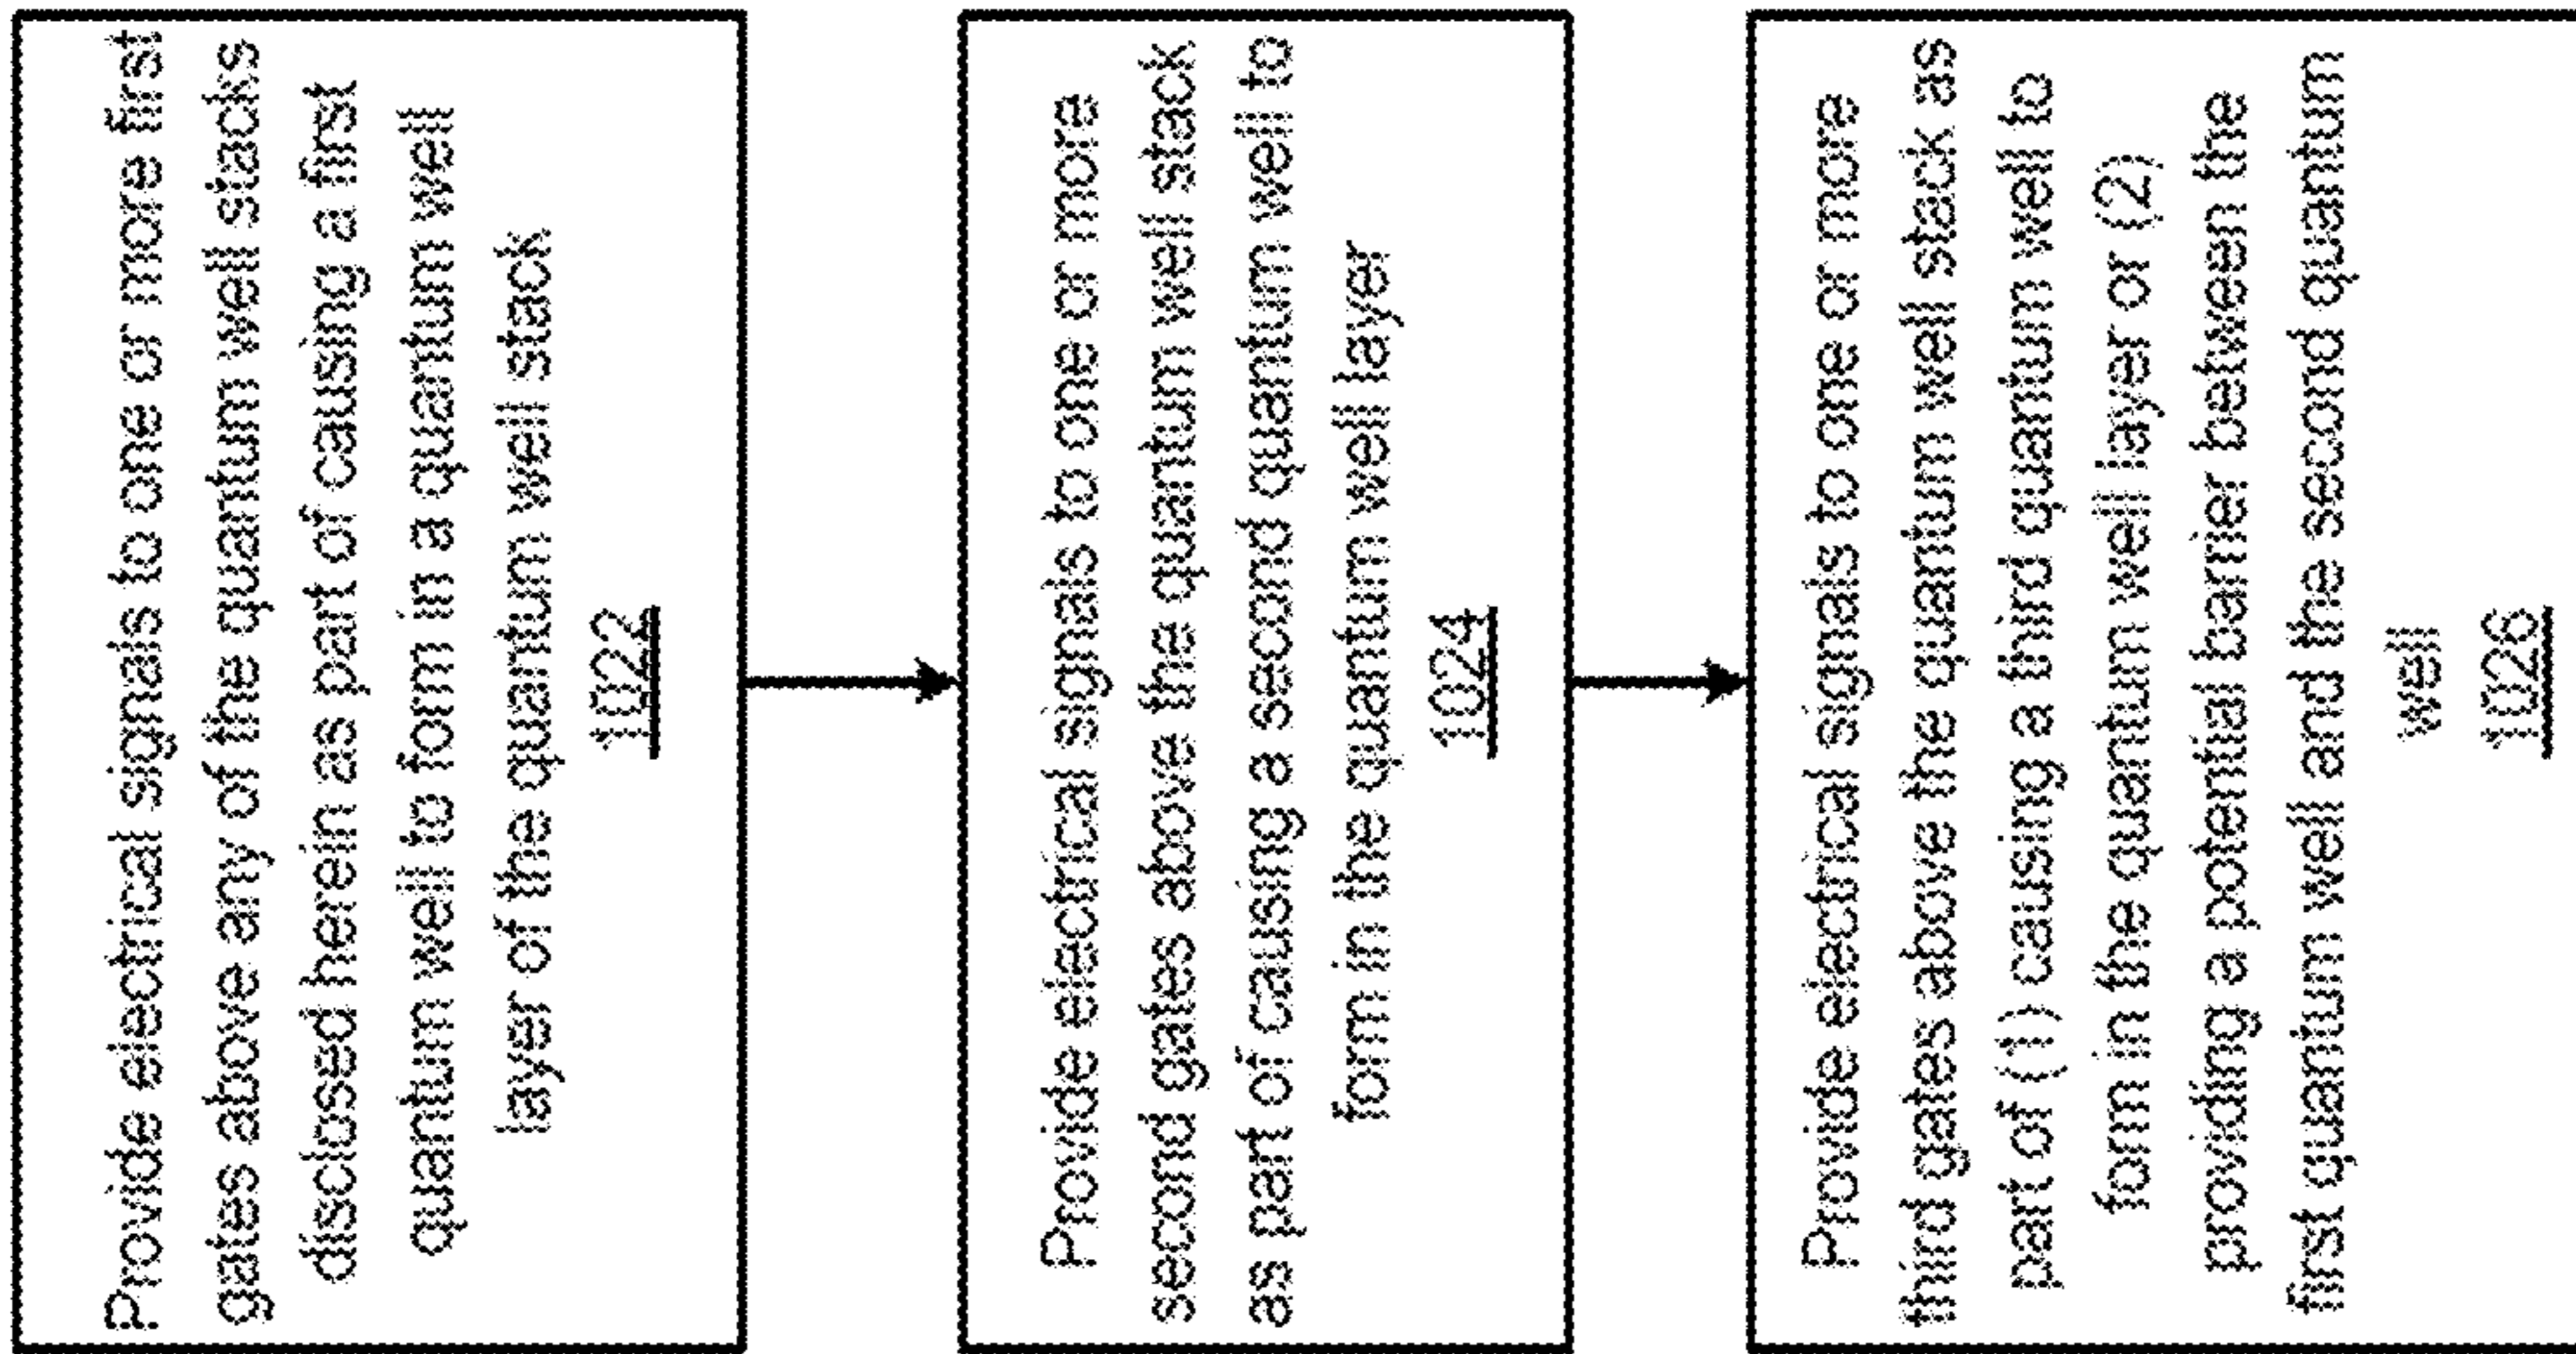 Provide electrical signals to one or more first
gates above any of the quantum well stacks
disclosed herein as part of causing a first
quantum well to form in a quantum well
layer of the quantum well stack
1022
Provide electrical signals to one or more
second gates above the quantum well stack
as part of causing a second quantum well to
form in the quantum well layer
1024
Provide electrical signals to one or more
third gates above the quantum well stack as
part of (1) causing a third quantum well to
form in the quantum well layer or (2)
providing a potential barrier between the
first quantum well and the second quantum
well
1026